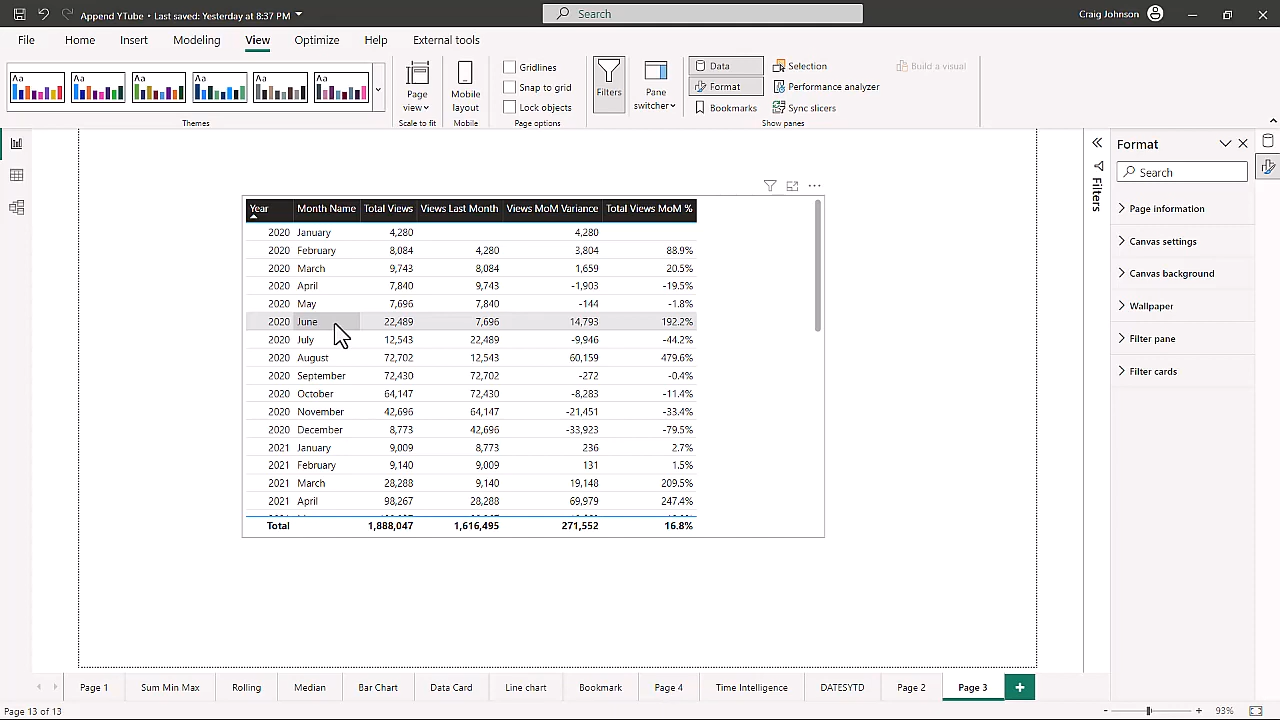 Append YTube • Last saved: Yesterday at 8:37 PM
Search
Craig Johnson
File Home Insert Modeling View Optimize Help External tools
Aa Aa Aa Aa Aa Aa
Themes
Page view
Scale to fit
Mobile layout
Mobile
Gridlines
Snap to grid
Lock objects
Page options
Filters
Pane switcher
Data
Format
Bookmarks
Selection
Performance analyzer
Sync slicers
Build a visual
Show panes
Filters
Format
Search
Page information
Canvas settings
Canvas background
Wallpaper
Filter pane
Filter cards
Year Month Name Total Views Views Last Month Views MoM Variance Total Views MoM %
2020 January 4,280 4,280
2020 February 8,084 4,280 3,804 88.9%
2020 March 9,743 8,084 1,659 20.5%
2020 April 7,840 9,743 -1,903 -19.5%
2020 May 7,696 7,840 -144 -1.8%
2020 June 22,489 7,696 14,793 192.2%
2020 July 12,543 22,489 -9,946 -44.2%
2020 August 72,702 12,543 60,159 479.6%
2020 September 72,430 72,702 -272 -0.4%
2020 October 64,147 72,430 -8,283 -11.4%
2020 November 42,696 64,147 -21,451 -33.4%
2020 December 8,773 42,696 -33,923 -79.5%
2021 January 9,009 8,773 236 2.7%
2021 February 9,140 9,009 131 1.5%
2021 March 28,288 9,140 19,148 209.5%
2021 April 98,267 28,288 69,979 247.4%
Total 1,888,047 1,616,495 271,552 16.8%
Page 1 Sum Min Max Rolling Median Bar Chart Data Card Line chart Bookmark Page 4 Time Intelligence DATESYTD Page 2 Page 3
Page 13 of 13
- + 93%